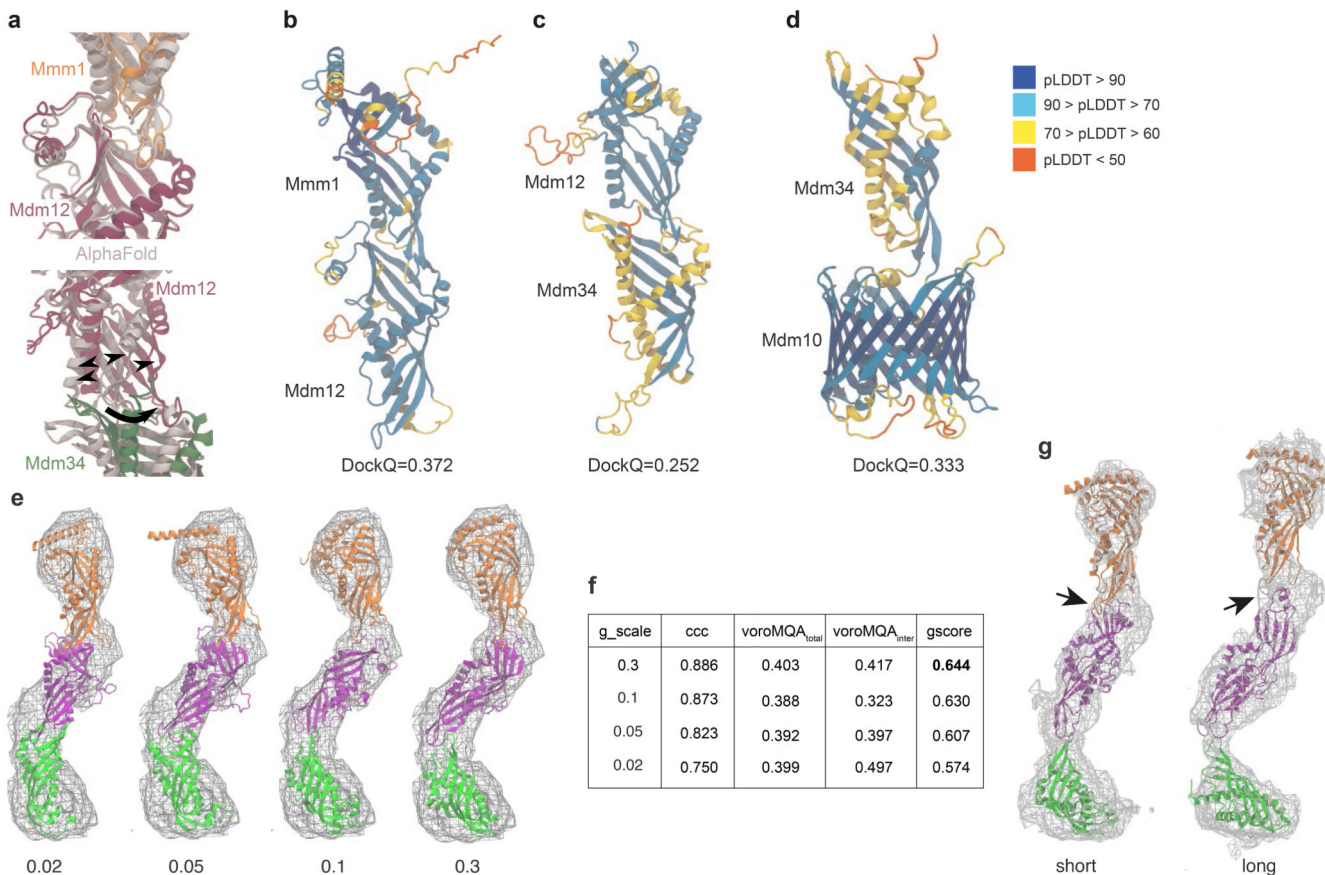 a
Mmm1
Mdm12
AlphaFold
Mdm12
Mdm34
b
Mmm1
Mdm12
DockQ=0.372
c
Mdm12
Mdm34
DockQ=0.252
d
Mdm34
Mdm10
DockQ=0.333
pLDDT > 90
90 > pLDDT > 70
70 > pLDDT > 60
pLDDT < 50
e
0.02 0.05 0.1 0.3
f
g_scale ccc voroMQAtotal voroMQAinter gscore
0.3 0.886 0.403 0.417 0.644
0.1 0.873 0.388 0.323 0.630
0.05 0.823 0.392 0.397 0.607
0.02 0.750 0.399 0.497 0.574
g
short long